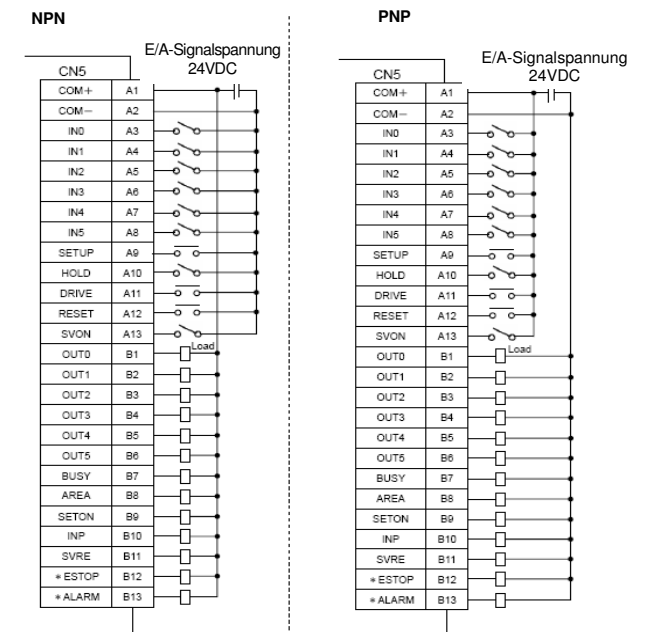 NPN
E/A-Signalspannung
24VDC
CN5
COM+ A1
COM− A2
IN0 A3
IN1 A4
IN2 A5
IN3 A6
IN4 A7
IN5 A8
SETUP A9
HOLD A10
DRIVE A11
RESET A12
SVON A13
Load
OUT0 B1
OUT1 B2
OUT2 B3
OUT3 B4
OUT4 B5
OUT5 B6
BUSY B7
AREA B8
SETON B9
INP B10
SVRE B11
*ESTOP B12
*ALARM B13
PNP
E/A-Signalspannung
24VDC
CN5
COM+ A1
COM− A2
IN0 A3
IN1 A4
IN2 A5
IN3 A6
IN4 A7
IN5 A8
SETUP A9
HOLD A10
DRIVE A11
RESET A12
SVON A13
Load
OUT0 B1
OUT1 B2
OUT2 B3
OUT3 B4
OUT4 B5
OUT5 B6
BUSY B7
AREA B8
SETON B9
INP B10
SVRE B11
*ESTOP B12
*ALARM B13